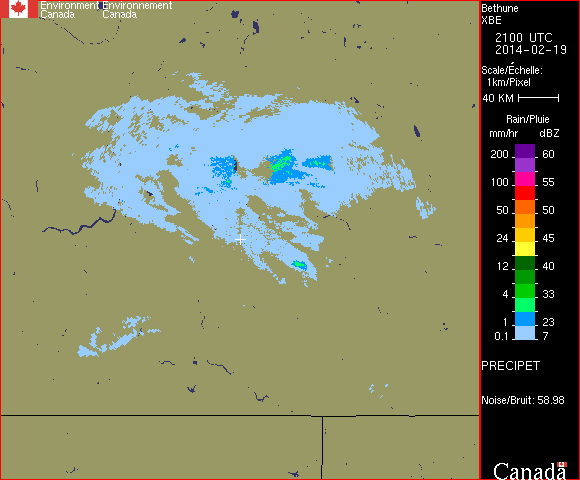 Environment Environnement
Canada Canada
Bethune
XBE
2100 UTC
2014-02-19
Scale/Échelle:
1km/Pixel
40 KM
Rain/Pluie
mm/hr dBZ
200 60
100 55
50 50
24 45
12 40
4 33
1 23
0.1 7
PRECIPET
Noise/Bruit: 58.98
Canada